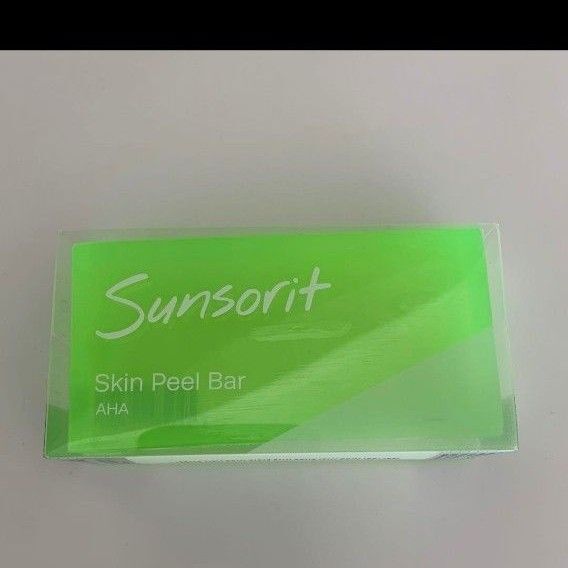 Sunsorit
Skin Peel Bar
AHA